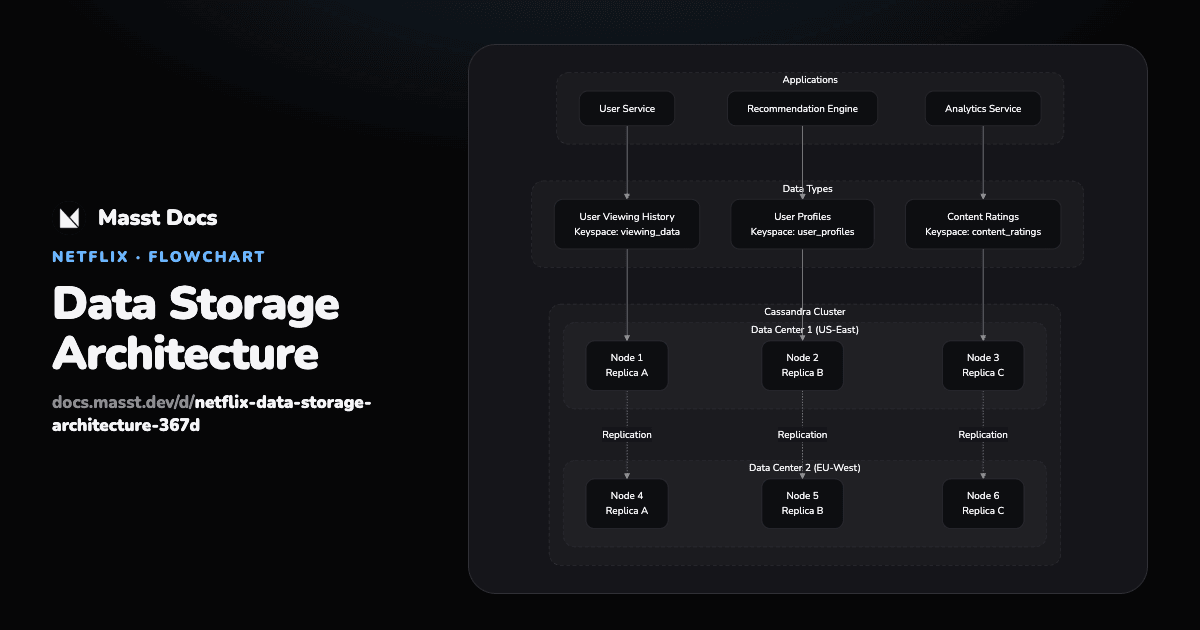 Masst Docs
NETFLIX · FLOWCHART
Data Storage
Architecture
docs.masst.dev/d/netflix-data-storage-
architecture-367d
Applications
User Service
Recommendation Engine
Analytics Service
Data Types
User Viewing History
Keyspace: viewing_data
User Profiles
Keyspace: user_profiles
Content Ratings
Keyspace: content_ratings
Cassandra Cluster
Data Center 1 (US-East)
Node 1
Replica A
Node 2
Replica B
Node 3
Replica C
Replication
Replication
Replication
Data Center 2 (EU-West)
Node 4
Replica A
Node 5
Replica B
Node 6
Replica C